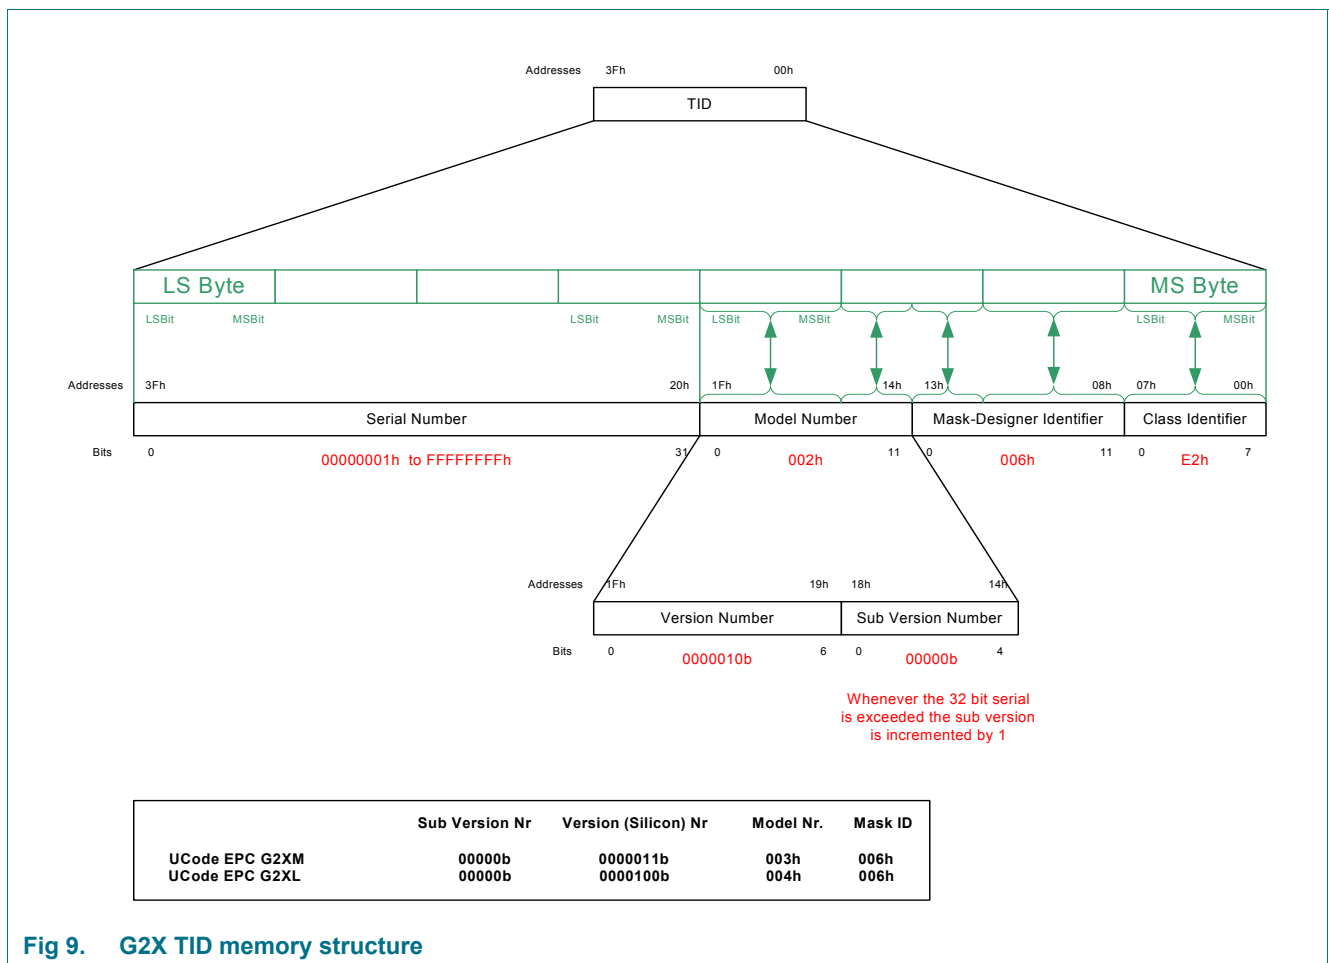 Addresses 3Fh 00h
TID
LS Byte MS Byte
LSBit MSBit LSBit MSBit LSBit MSBit LSBit MSBit
Addresses 3Fh 20h 1Fh 14h 13h 08h 07h 00h
Serial Number Model Number Mask-Designer Identifier Class Identifier
Bits 0 31 0 11 0 11 0 7
00000001h to FFFFFFFFh 002h 006h E2h
Addresses 1Fh 19h 18h 14h
Version Number Sub Version Number
Bits 0 6 0 4
0000010b 00000b
Whenever the 32 bit serial
is exceeded the sub version
is incremented by 1
Sub Version Nr Version (Silicon) Nr Model Nr. Mask ID
UCode EPC G2XM 00000b 0000011b 003h 006h
UCode EPC G2XL 00000b 0000100b 004h 006h
Fig 9. G2X TID memory structure